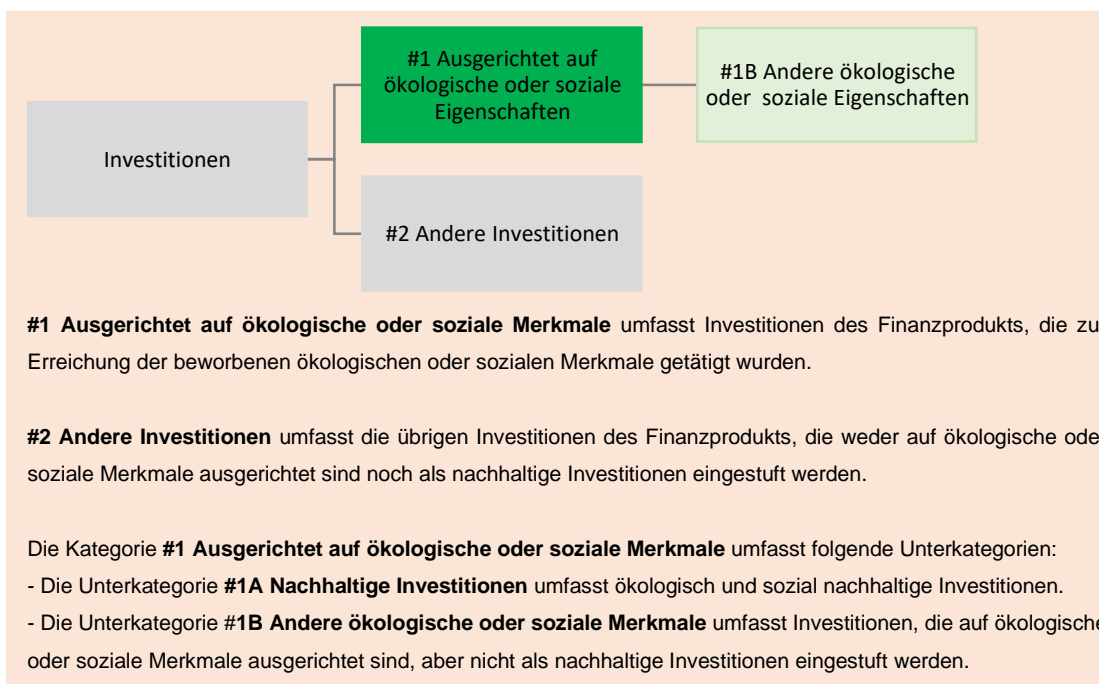 #1 Ausgerichtet auf
ökologische oder soziale
Eigenschaften
#1B Andere ökologische
oder soziale Eigenschaften
Investitionen
#2 Andere Investitionen
#1 Ausgerichtet auf ökologische oder soziale Merkmale umfasst Investitionen des Finanzprodukts, die zu
Erreichung der beworbenen ökologischen oder sozialen Merkmale getätigt wurden.
#2 Andere Investitionen umfasst die übrigen Investitionen des Finanzprodukts, die weder auf ökologische ode
soziale Merkmale ausgerichtet sind noch als nachhaltige Investitionen eingestuft werden.
Die Kategorie #1 Ausgerichtet auf ökologische oder soziale Merkmale umfasst folgende Unterkategorien:
- Die Unterkategorie #1A Nachhaltige Investitionen umfasst ökologisch und sozial nachhaltige Investitionen.
- Die Unterkategorie #1B Andere ökologische oder soziale Merkmale umfasst Investitionen, die auf ökologische
oder soziale Merkmale ausgerichtet sind, aber nicht als nachhaltige Investitionen eingestuft werden.